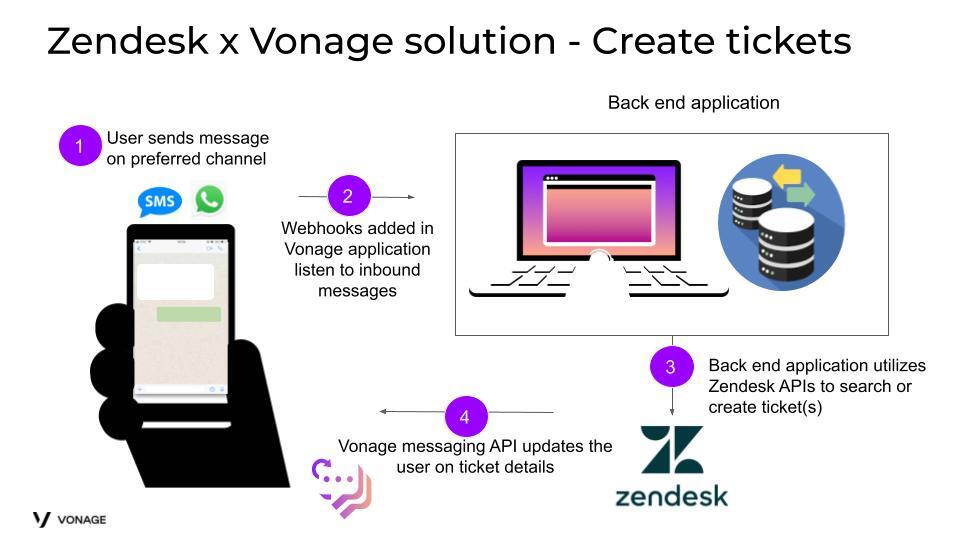 Zendesk x Vonage solution - Create tickets
Back end application
1
User sends message
on preferred channel
SMS
2
Webhooks added in
Vonage application
listen to inbound
messages
3
Back end application utilizes
Zendesk APIs to search or
create ticket(s)
4
Vonage messaging API updates the
user on ticket details
zendesk
VONAGE